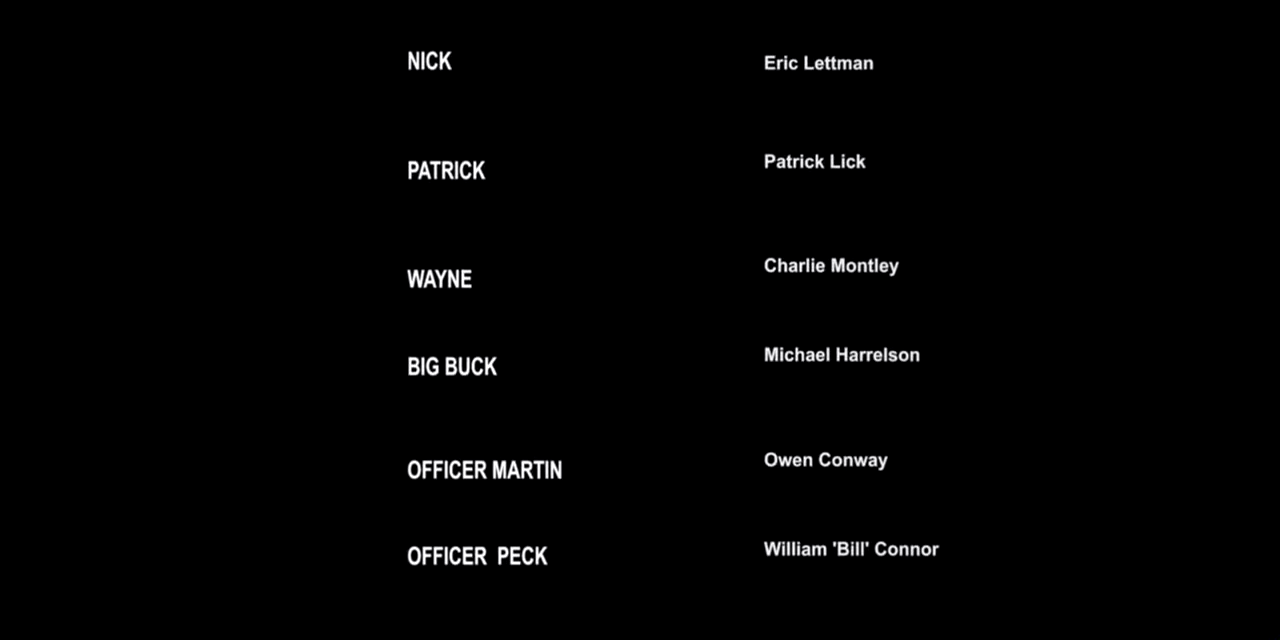 NICK Eric Lettman
PATRICK Patrick Lick
WAYNE Charlie Montley
BIG BUCK Michael Harrelson
OFFICER MARTIN Owen Conway
OFFICER PECK William 'Bill' Connor